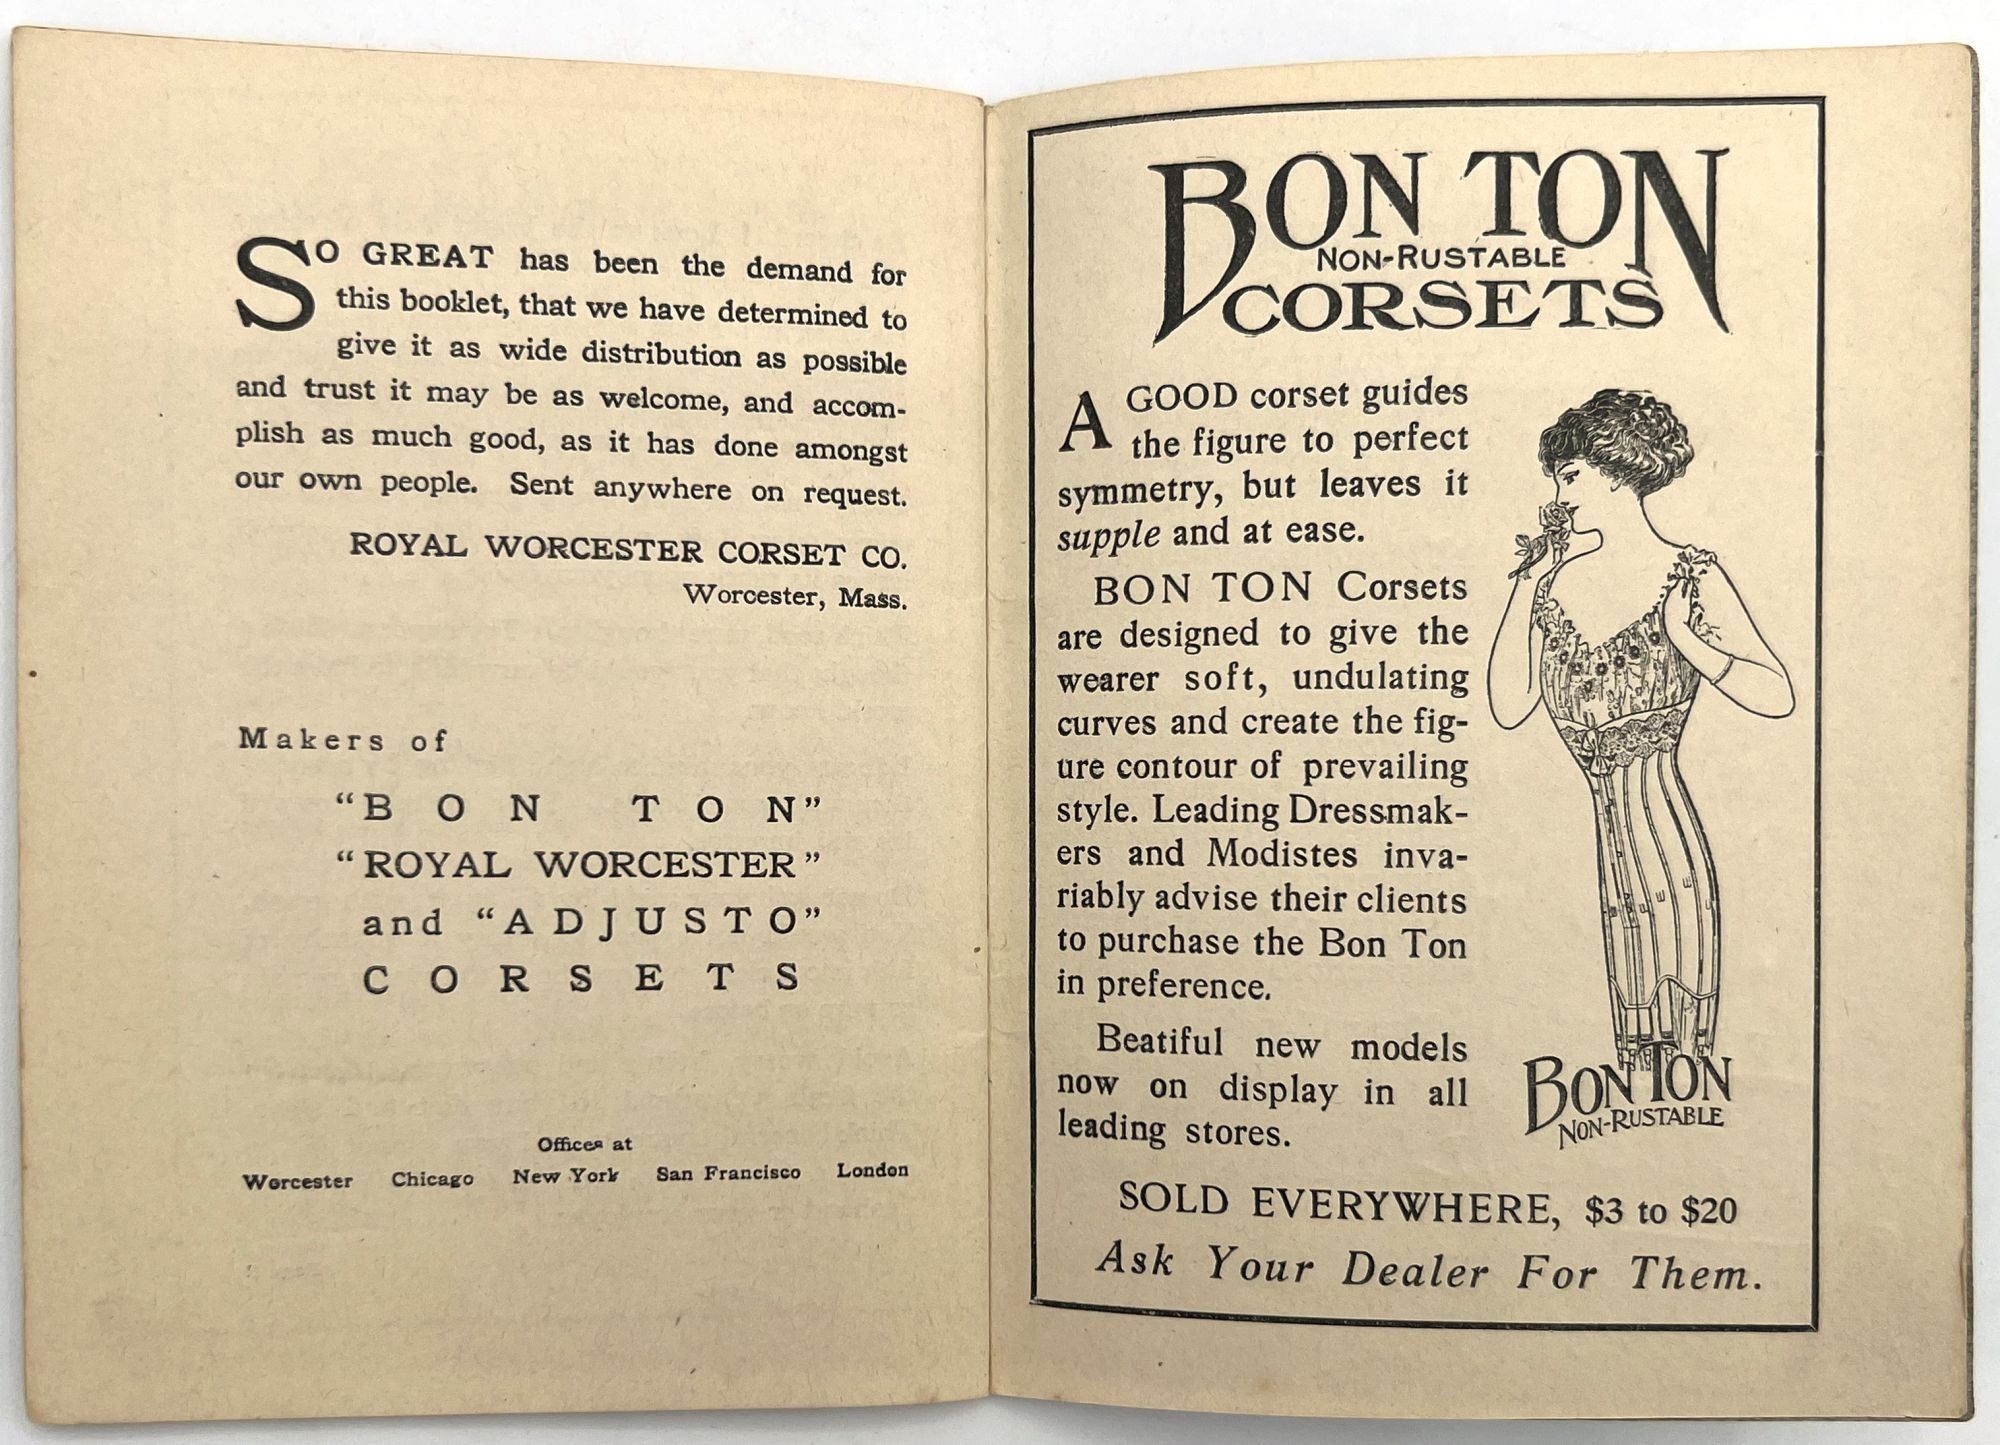 SO GREAT has been the demand for
this booklet, that we have determined to
give it as wide distribution as possible
and trust it may be as welcome, and accom-
plish as much good, as it has done amongst
our own people. Sent anywhere on request.
ROYAL WORCESTER CORSET CO.
Worcester, Mass.
Makers of
"BON TON"
"ROYAL WORCESTER"
and "ADJUSTO"
CORSETS
Offices at
Worcester Chicago New York San Francisco London
BON TON
NON-RUSTABLE
CORSETS
A GOOD corset guides
the figure to perfect
symmetry, but leaves it
supple and at ease.
BON TON Corsets
are designed to give the
wearer soft, undulating
curves and create the fig-
ure contour of prevailing
style. Leading Dressmak-
ers and Modistes inva-
riably advise their clients
to purchase the Bon Ton
in preference.
Beatiful new models
now on display in all
leading stores.
BON TON
NON-RUSTABLE
SOLD EVERYWHERE, $3 to $20
Ask Your Dealer For Them.